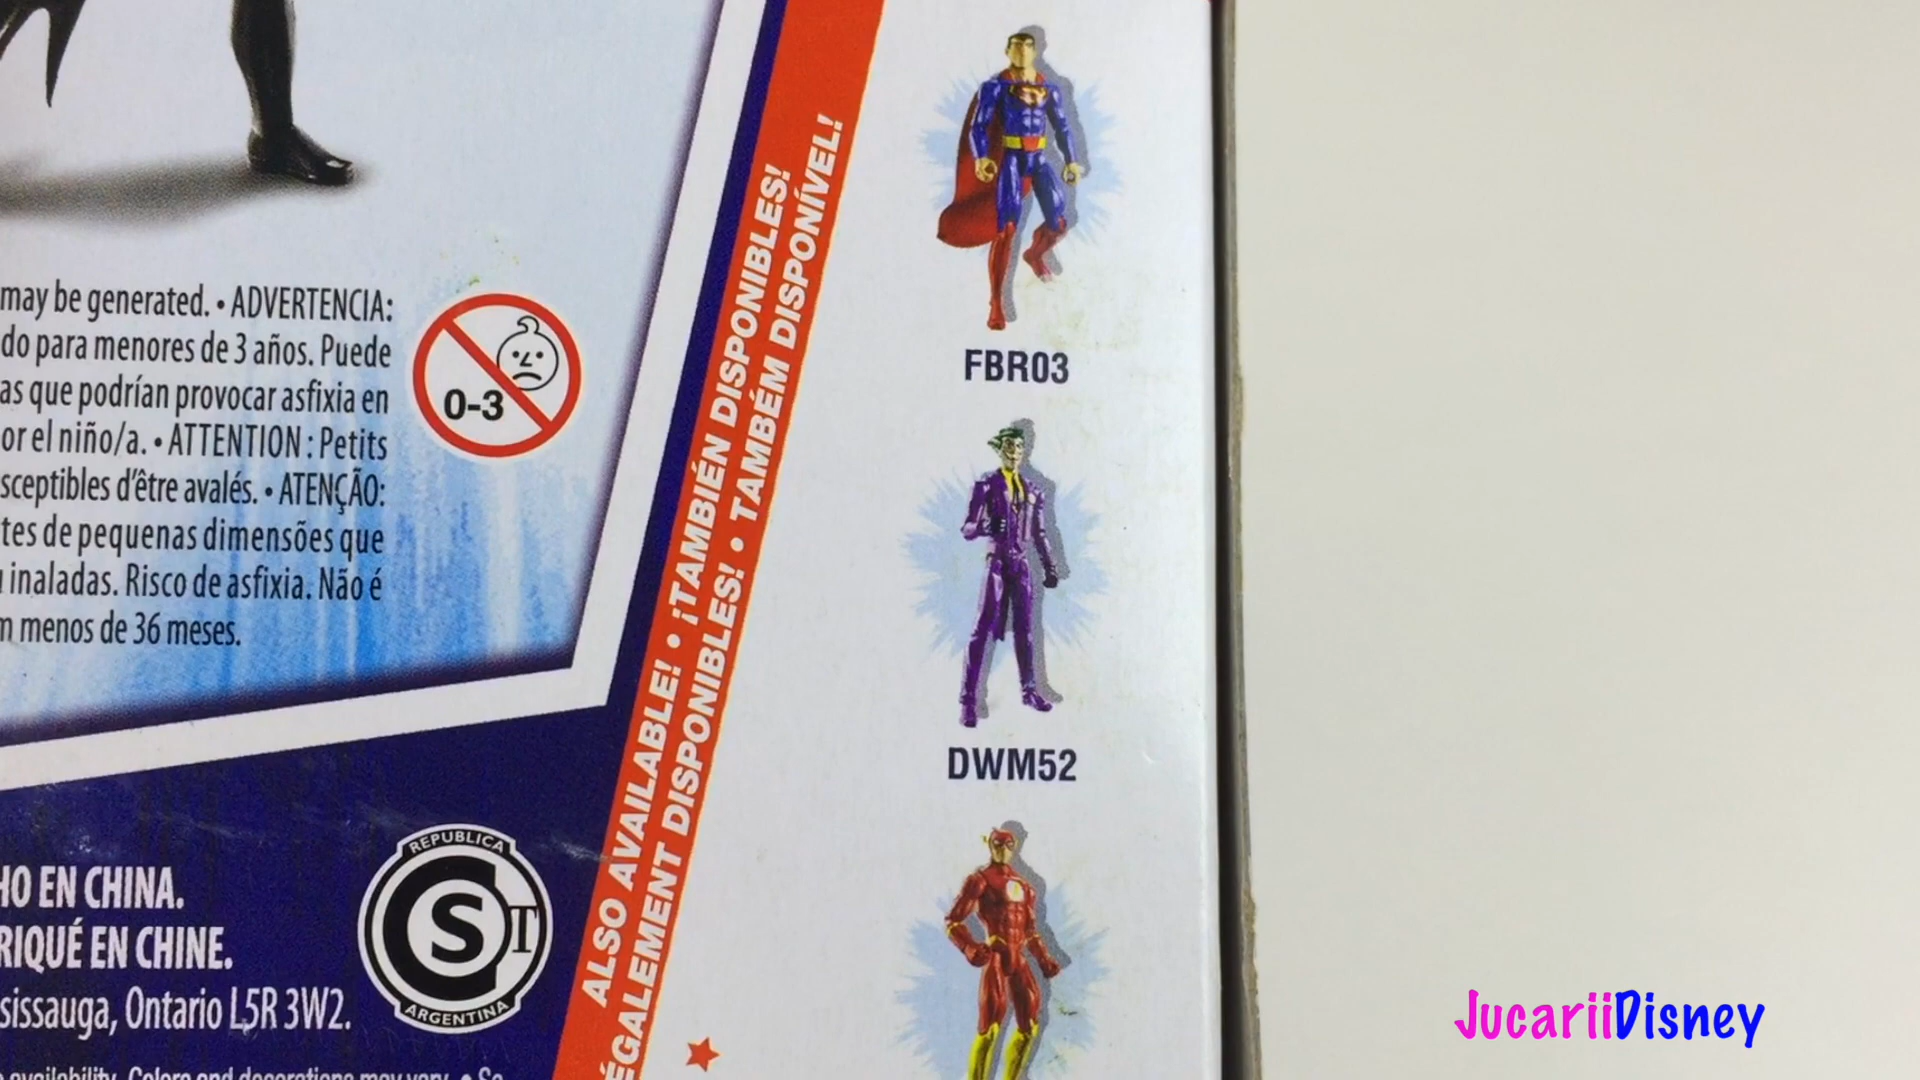 may be generated. • ADVERTENCIA:
do para menores de 3 años. Puede
as que podrían provocar asfixia en
or el niño/a. • ATTENTION : Petits
sceptibles d'être avalés. • ATENÇÃO:
tes de pequenas dimensões que
inaladas. Risco de asfixia. Não é
menos de 36 meses.
0-3
HO EN CHINA.
RIQUÉ EN CHINE.
sissauga, Ontario L5R 3W2.
availability. Colors and decorations may vary. •
REPUBLICA
CST
ARGENTINA
ALSO AVAILABLE! • ¡TAMBIÉN DISPONIBLES!
ÉGALEMENT DISPONIBLES! • TAMBÉM DISPONÍVEL!
FBR03
DWM52
JucariiDisney